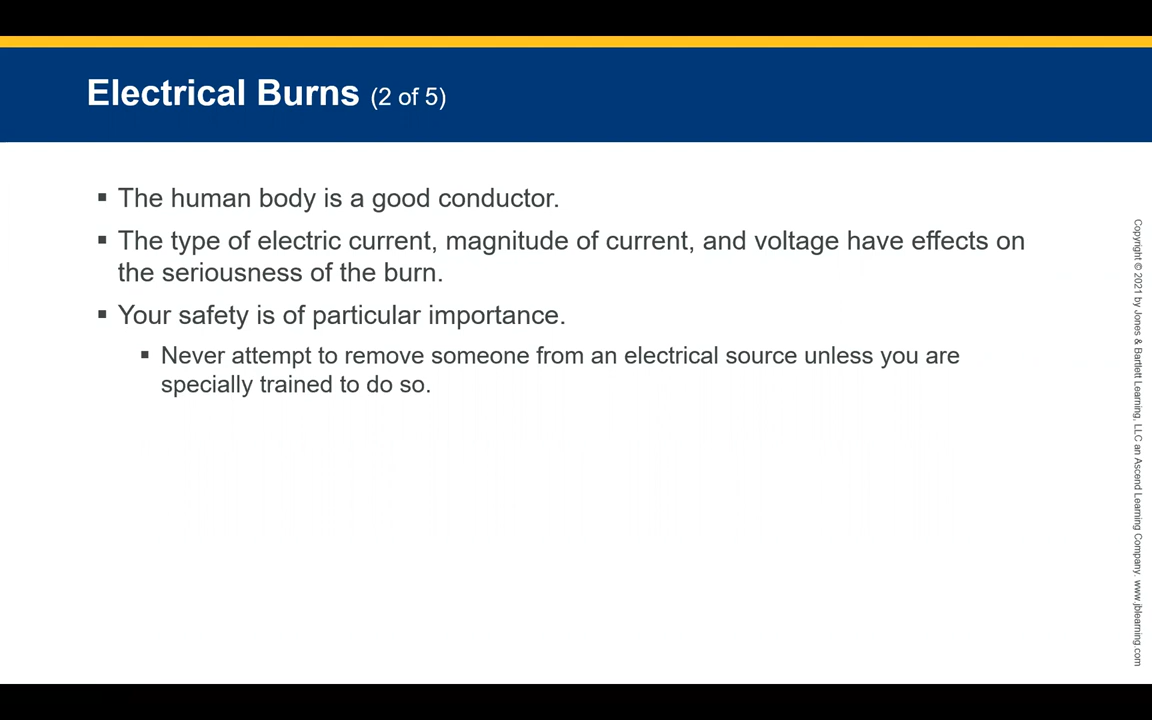 Electrical Burns (2 of 5)
▪ The human body is a good conductor.
▪ The type of electric current, magnitude of current, and voltage have effects on
the seriousness of the burn.
▪ Your safety is of particular importance.
▪ Never attempt to remove someone from an electrical source unless you are
specially trained to do so.
Copyright © 2021 by Jones & Bartlett Learning, LLC an Ascend Learning Company. www.jblearning.com